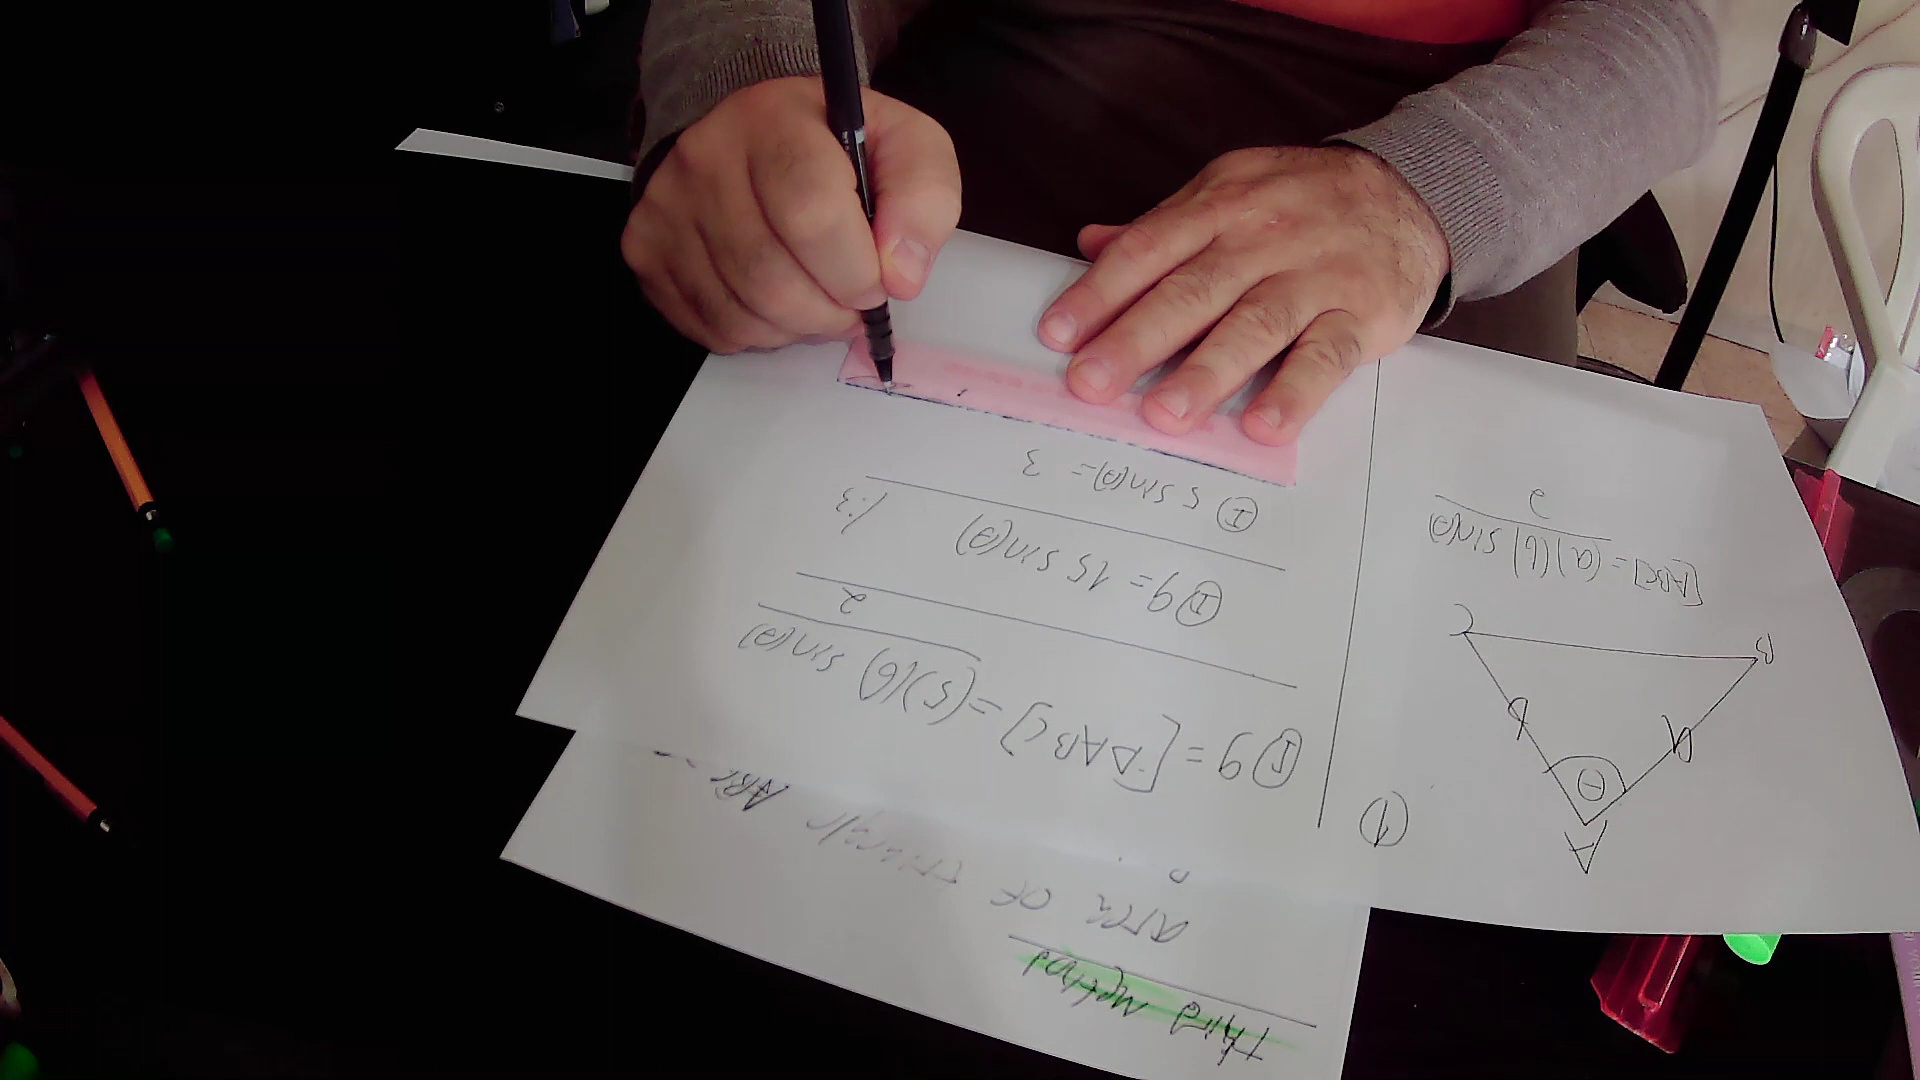 third method
area of triangle ABC
① 9 = [ABC] = (5)(6) sin(θ)
2
① 9 = 15 sin(θ) /:3
① 5 sin(θ) = 3
①
A
θ
a
b
B
C
[ABC] = (a)(b) sin(θ)
2